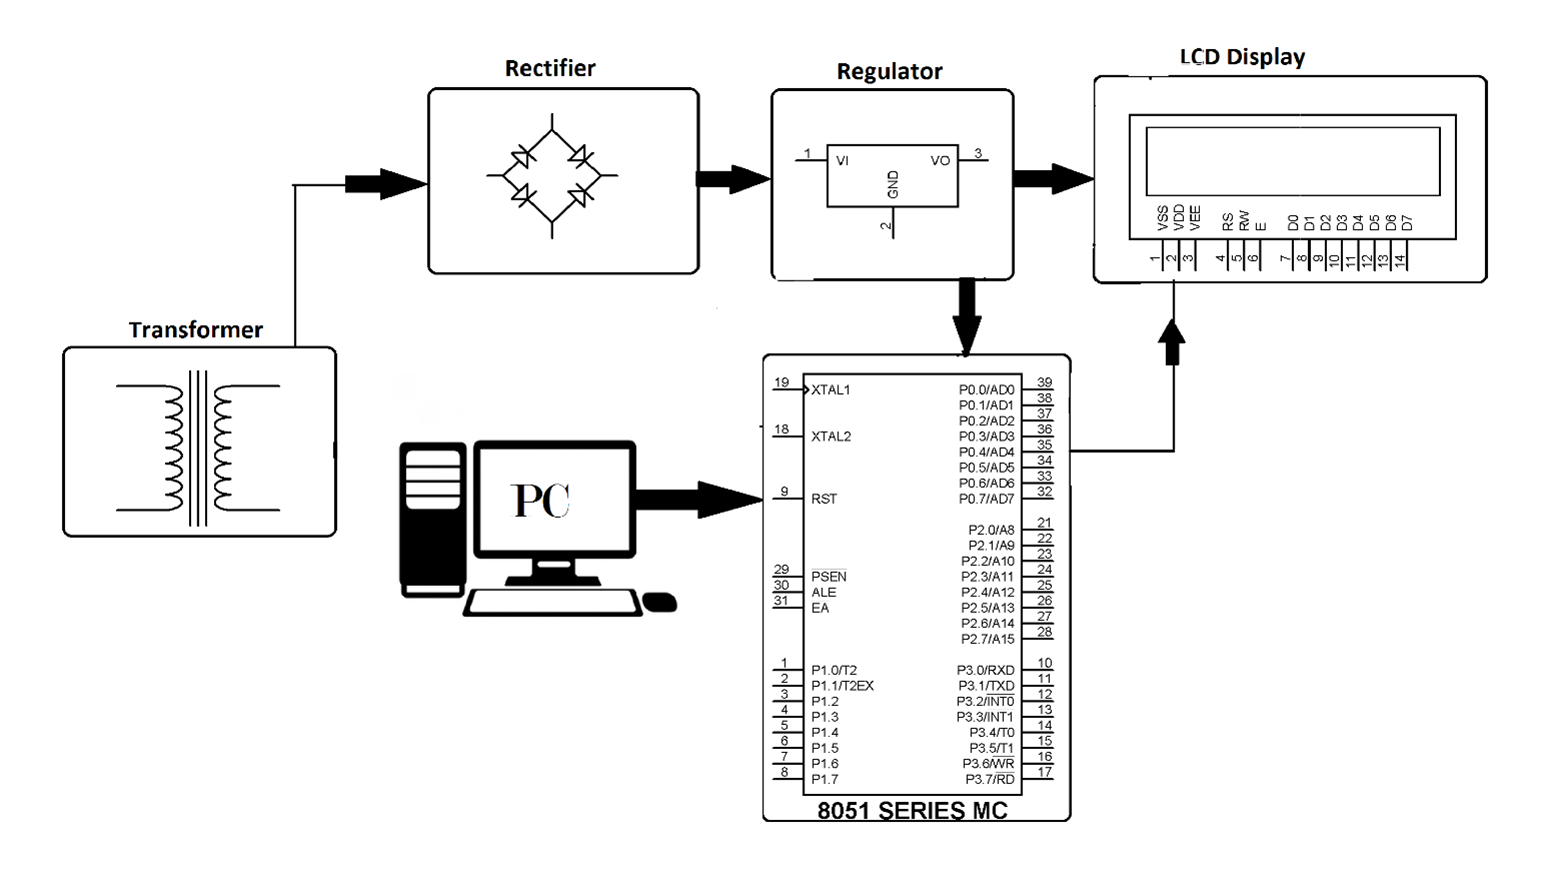 LCD Display
Rectifier
Regulator
1 VI VO 3
GND
2
VSS VDD VEE RS RW E D0 D1 D2 D3 D4 D5 D6 D7
1 2 3 4 5 6 7 8 9 10 11 12 13 14
Transformer
PC
19 XTAL1
18 XTAL2
9 RST
29 PSEN
30 ALE
31 EA
1 P1.0/T2
2 P1.1/T2EX
3 P1.2
4 P1.3
5 P1.4
6 P1.5
7 P1.6
8 P1.7
P0.0/AD0 39
P0.1/AD1 38
P0.2/AD2 37
P0.3/AD3 36
P0.4/AD4 35
P0.5/AD5 34
P0.6/AD6 33
P0.7/AD7 32
P2.0/A8 21
P2.1/A9 22
P2.2/A10 23
P2.3/A11 24
P2.4/A12 25
P2.5/A13 26
P2.6/A14 27
P2.7/A15 28
P3.0/RXD 10
P3.1/TXD 11
P3.2/INT0 12
P3.3/INT1 13
P3.4/T0 14
P3.5/T1 15
P3.6/WR 16
P3.7/RD 17
8051 SERIES MC